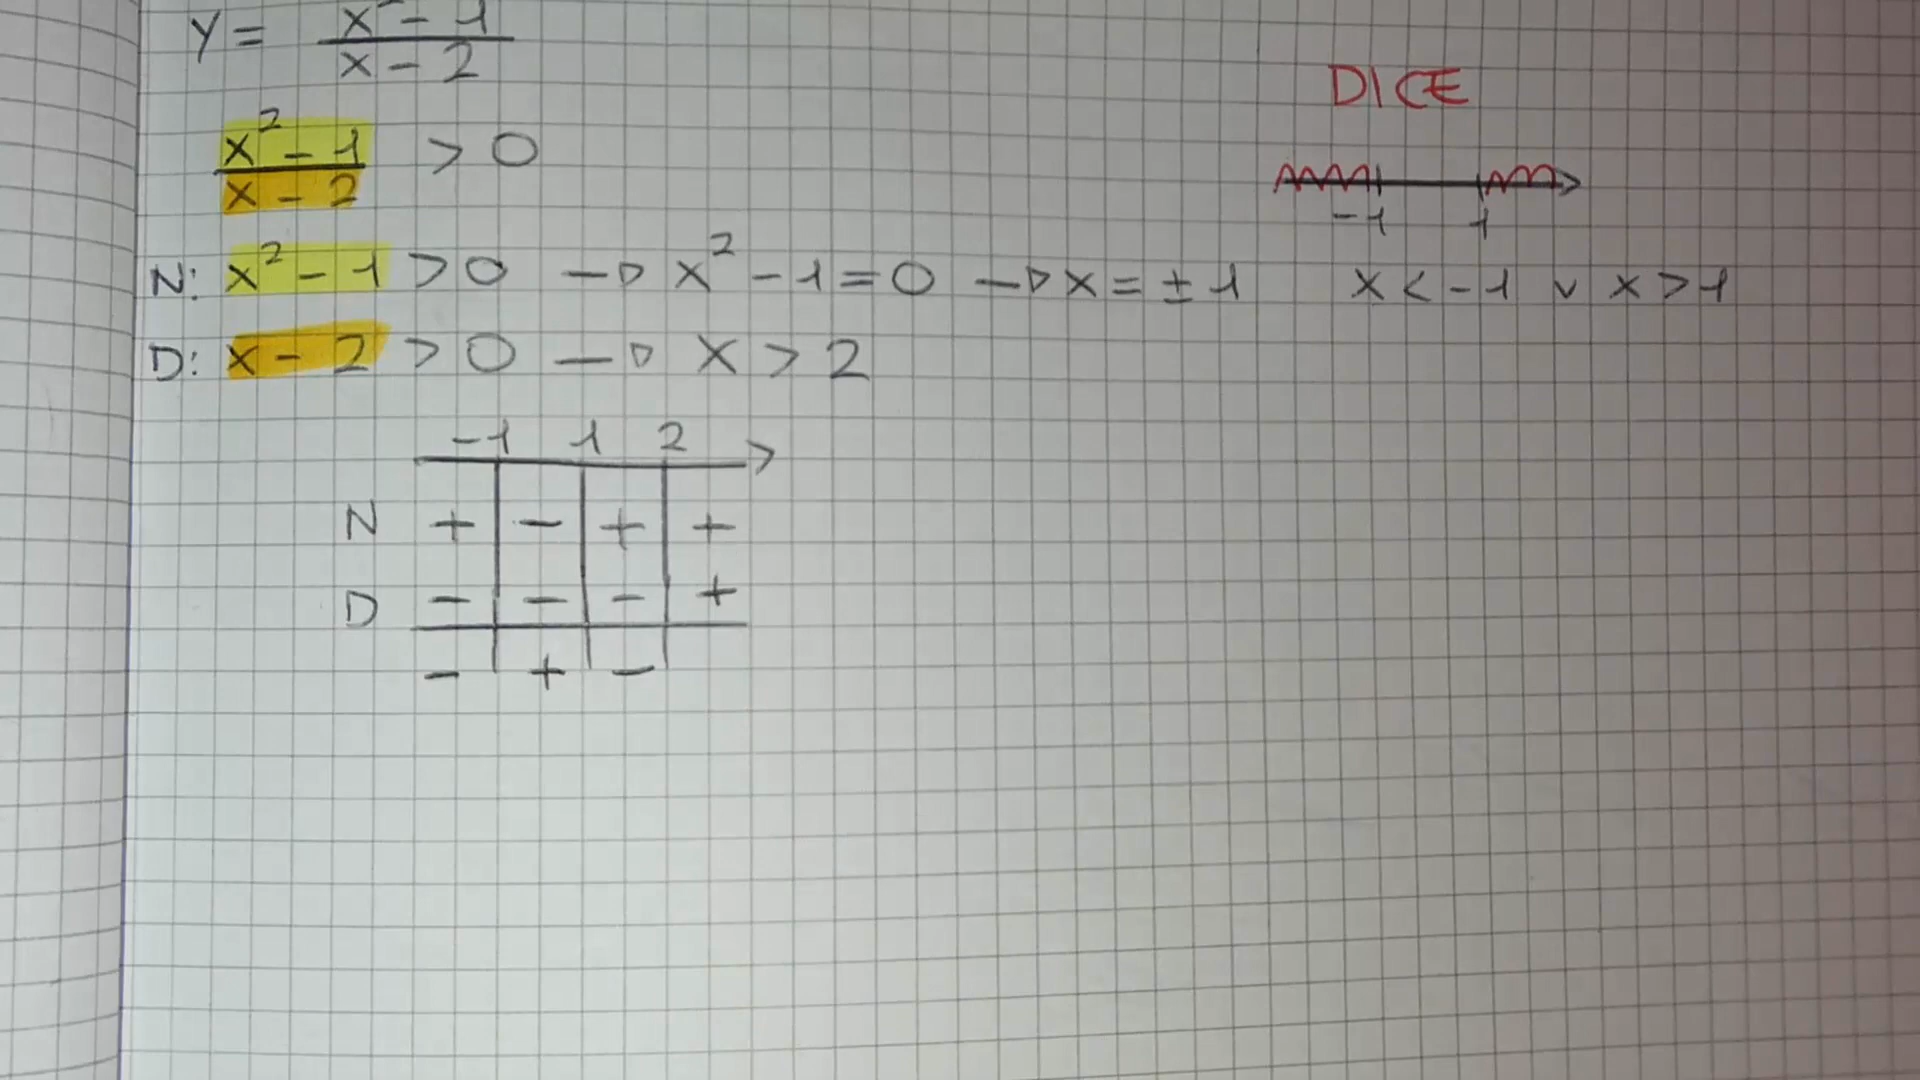 Y = x² - 1 / x - 2
DICE
x² - 1 / x - 2 > 0
-1 1
N: x² - 1 > 0 → x² - 1 = 0 → x = ± 1 x < - 1 ∨ x > 1
D: x - 2 > 0 → x > 2
-1 1 2
N + - + +
D - - - +
- + -